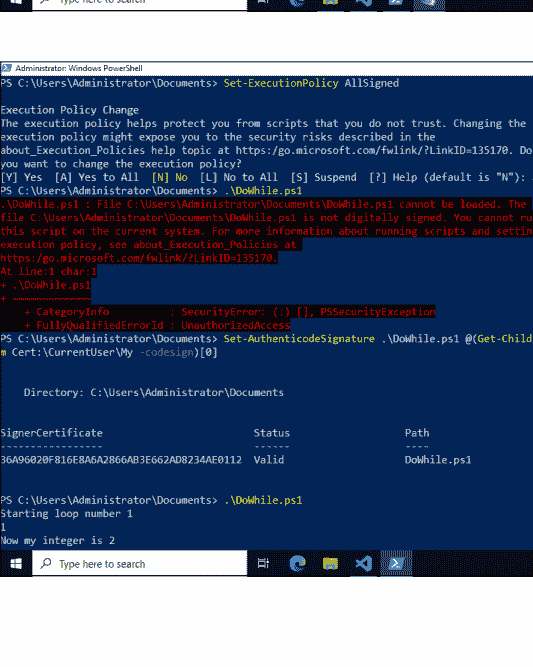 Type here to search
Administrator: Windows PowerShell
PS C:\Users\Administrator\Documents> Set-ExecutionPolicy AllSigned
Execution Policy Change
The execution policy helps protect you from scripts that you do not trust. Changing the
execution policy might expose you to the security risks described in the
about_Execution_Policies help topic at https:/go.microsoft.com/fwlink/?LinkID=135170. Do
you want to change the execution policy?
[Y] Yes  [A] Yes to All  [N] No  [L] No to All  [S] Suspend  [?] Help (default is "N"):
PS C:\Users\Administrator\Documents> .\DoWhile.ps1
.\DoWhile.ps1 : File C:\Users\Administrator\Documents\DoWhile.ps1 cannot be loaded. The
file C:\Users\Administrator\Documents\DoWhile.ps1 is not digitally signed. You cannot ru
this script on the current system. For more information about running scripts and settin
execution policy, see about_Execution_Policies at
https:/go.microsoft.com/fwlink/?LinkID=135170.
At line:1 char:1
+ .\DoWhile.ps1
+ ~~~~~~~~~~~~~
+ CategoryInfo          : SecurityError: (:) [], PSSecurityException
+ FullyQualifiedErrorId : UnauthorizedAccess
PS C:\Users\Administrator\Documents> Set-AuthenticodeSignature .\DoWhile.ps1 @(Get-Child
m Cert:\CurrentUser\My -codesign)[0]
Directory: C:\Users\Administrator\Documents
SignerCertificate                         Status                                 Path
-----------------                         ------                                 ----
36A96020F816E8A6A2866AB3E662AD8234AE0112  Valid                                  DoWhile.ps1
PS C:\Users\Administrator\Documents> .\DoWhile.ps1
Starting loop number 1
1
Now my integer is 2
Type here to search